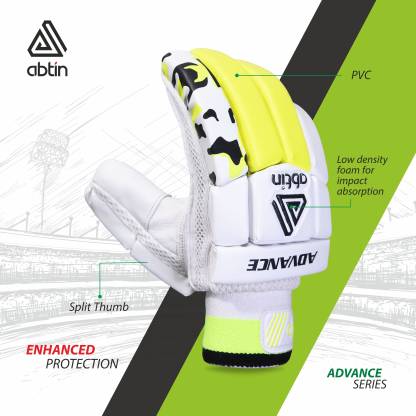 abtin
PVC
Low density
foam for
impact
absorption
abtin
ADVANCE
Split Thumb
ENHANCED
PROTECTION
ADVANCE
SERIES